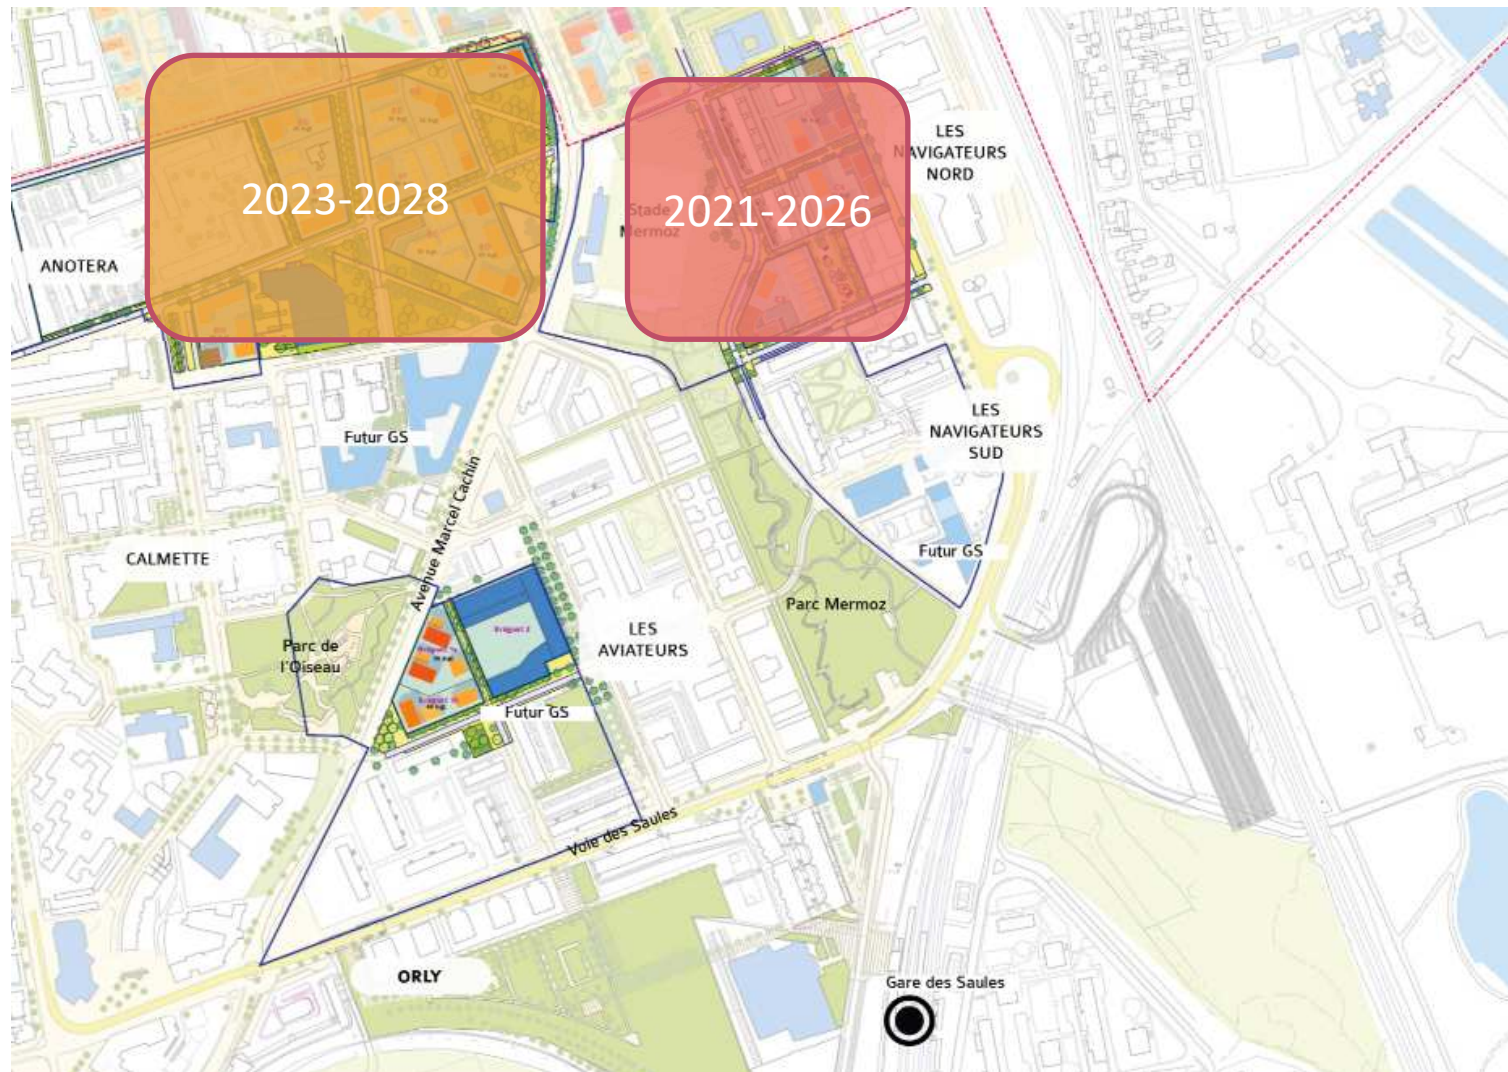 LES
NAVIGATEURS
NORD
2023-2028
2021-2026
Stade
Mermoz
ANOTERA
LES
NAVIGATEURS
SUD
Futur GS
Avenue Marcel Cachin
CALMETTE
Futur GS
Parc Mermoz
LES
AVIATEURS
Parc de
l'Oiseau
Futur GS
Voie des Saules
ORLY
Gare des Saules